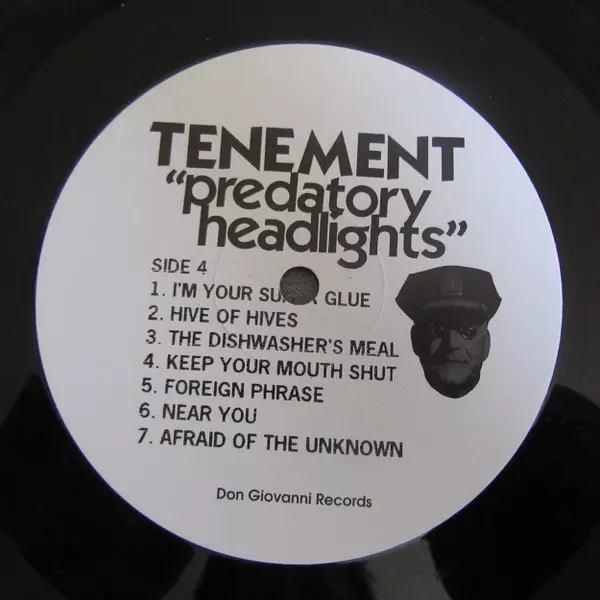 TENEMENT
“predatory
headlights”
SIDE 4
1. I'M YOUR GLUE
2. HIVE OF HIVES
3. THE DISHWASHER'S MEAL
4. KEEP YOUR MOUTH SHUT
5. FOREIGN PHRASE
6. NEAR YOU
7. AFRAID OF THE UNKNOWN
Don Giovanni Records